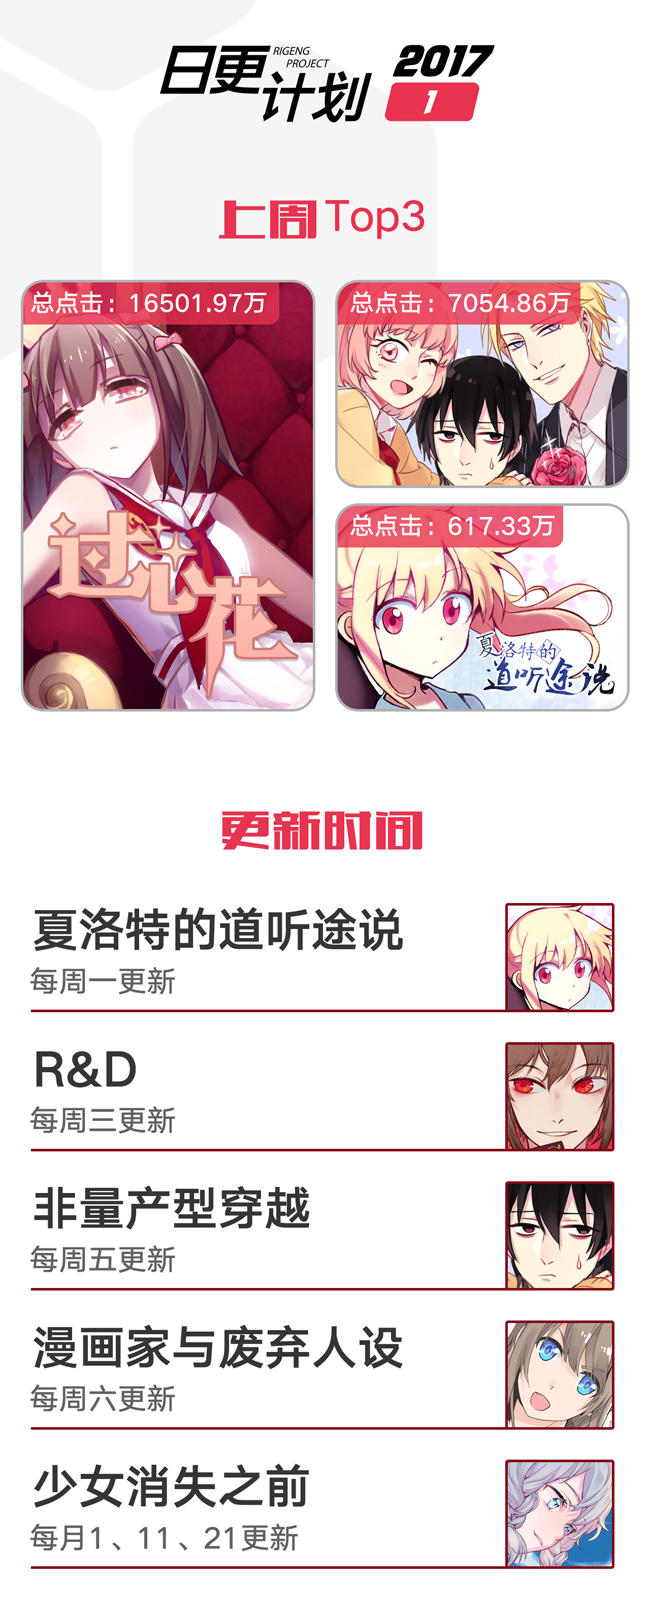 日更计划
RIGENG
PROJECT
2017
1
上周Top3
总点击：16501.97万
过心花
总点击：7054.86万
总点击：617.33万
夏洛特的
道听途说
更新时间
夏洛特的道听途说
每周一更新
R&D
每周三更新
非量产型穿越
每周五更新
漫画家与废弃人设
每周六更新
少女消失之前
每月1、11、21更新